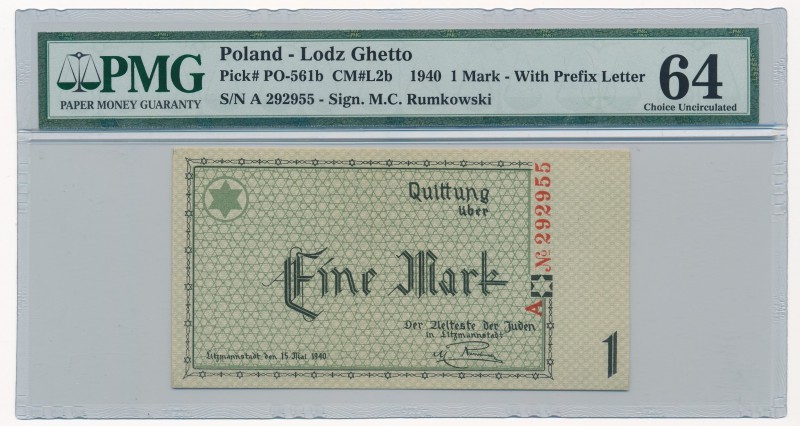 PMG
PAPER MONEY GUARANTY
Poland - Lodz Ghetto
Pick# PO-561b CM#L2b 1940 1 Mark - With Prefix Letter
S/N A 292955 - Sign. M.C. Rumkowski
64
Choice Uncirculated
Quittung
über
Eine Mark
Der Aelteste der Juden
in Litzmannstadt
Litzmannstadt, den 15. Mai 1940
A № 292955
1